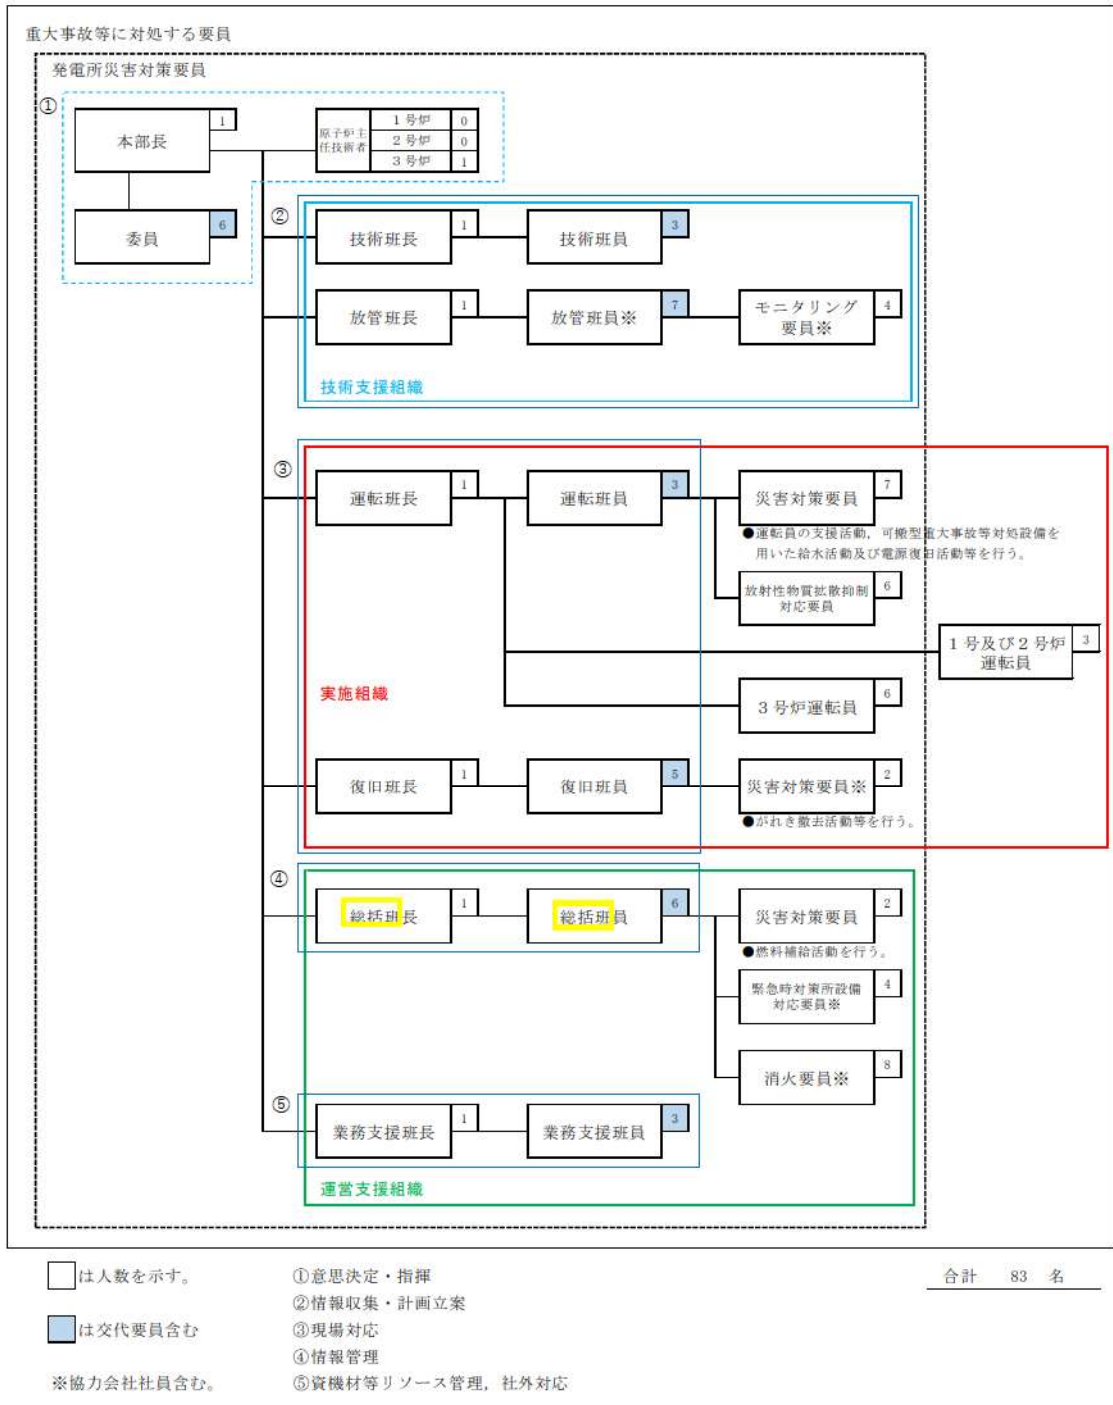 重大事故等に対処する要員
発電所災害対策要員
①
本部長 1
原子炉主任技術者
1号炉 0
2号炉 0
3号炉 1
委員 6
②
技術班長 1
技術班員 3
放管班長 1
放管班員※ 7
モニタリング
要員※ 4
技術支援組織
③
運転班長 1
運転班員 3
災害対策要員 7
●運転員の支援活動，可搬型重大事故等対処設備を
用いた給水活動及び電源復旧活動等を行う。
放射性物質拡散抑制
対応要員 6
1号及び2号炉
運転員 3
実施組織
3号炉運転員 6
復旧班長 1
復旧班員 5
災害対策要員※ 2
●がれき撤去活動等を行う。
④
総括班長 1
総括班員 6
災害対策要員 2
●燃料補給活動を行う。
緊急時対策所設備
対応要員※ 4
消火要員※ 8
⑤
業務支援班長 1
業務支援班員 3
運営支援組織
は人数を示す。
は交代要員含む
※協力会社社員含む。
①意思決定・指揮
②情報収集・計画立案
③現場対応
④情報管理
⑤資機材等リソース管理，社外対応
合計 83 名